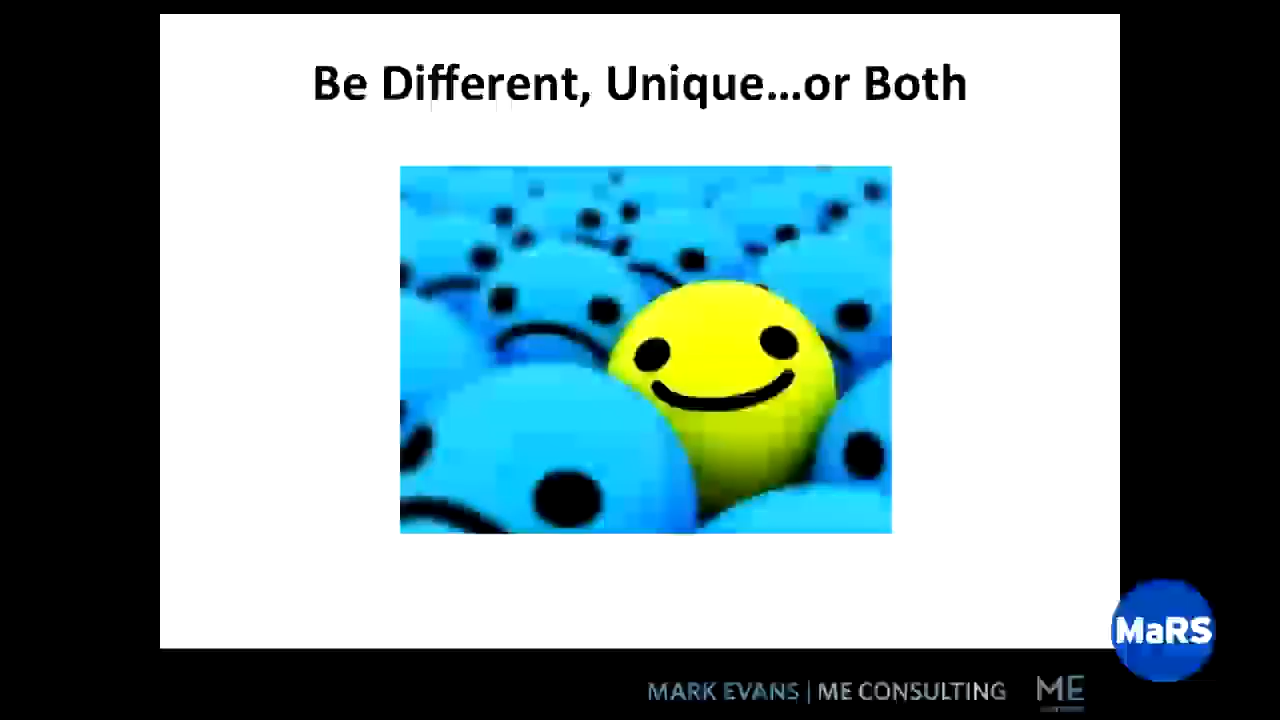 Be Different, Unique...or Both
MaRS
MARK EVANS | ME CONSULTING ME